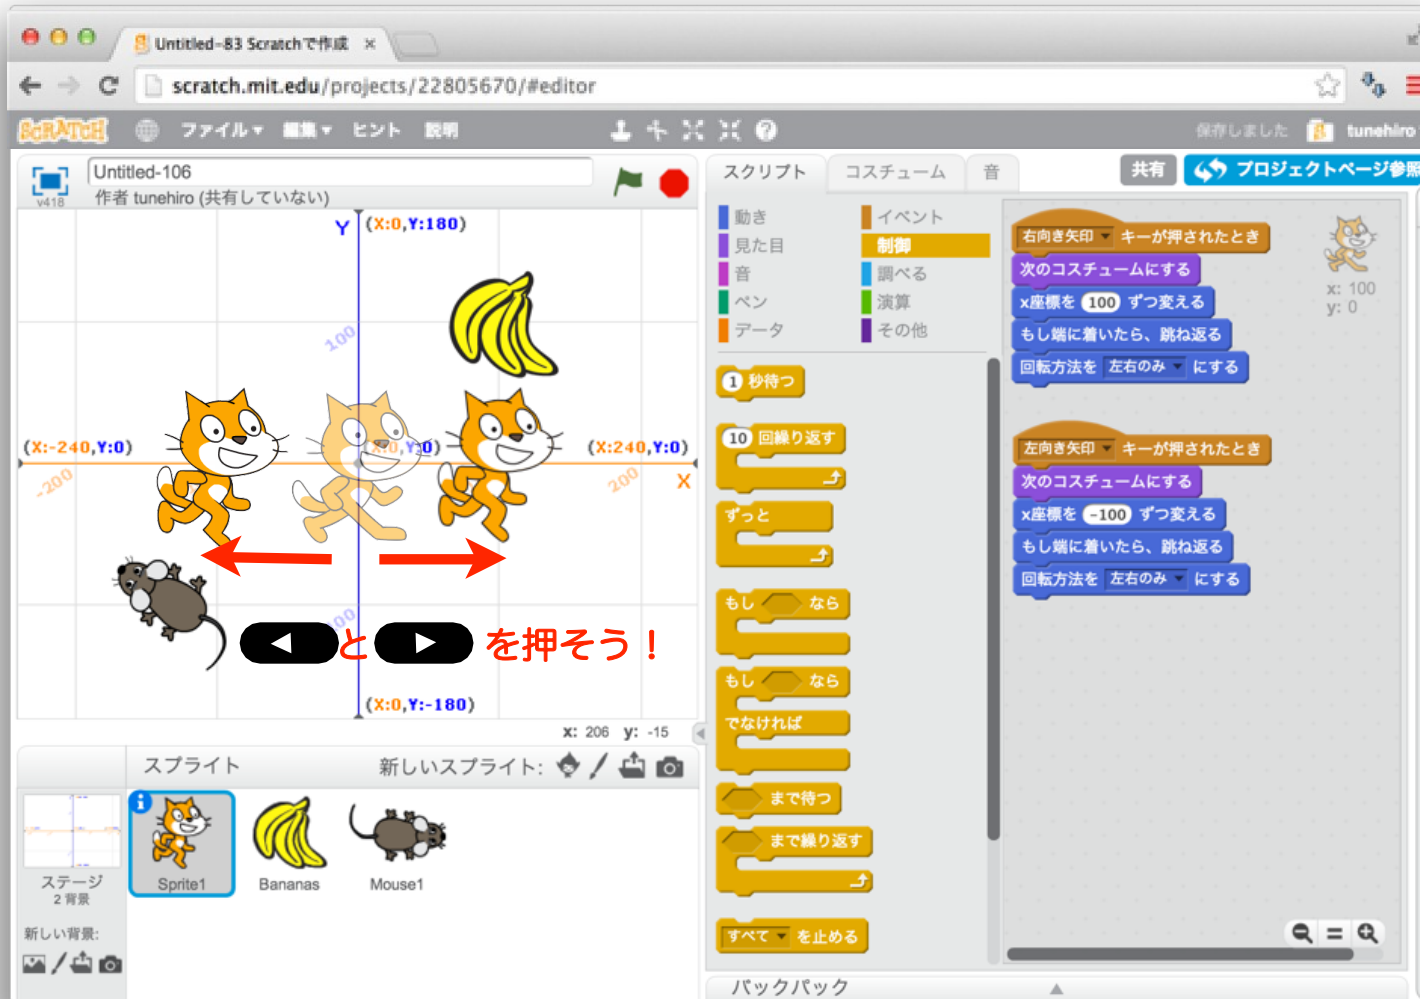 Untitled-83 Scratchで作成
scratch.mit.edu/projects/22805670/#editor
SCRATCH ファイル 編集 ヒント 説明 保存しました tunehiro
Untitled-106
作者 tunehiro (共有していない)
v418
スクリプト コスチューム 音 共有 プロジェクトページ参照
動き イベント
見た目 制御
音 調べる
ペン 演算
データ その他
1 秒待つ
10 回繰り返す
ずっと
もし なら
もし なら
でなければ
まで待つ
まで繰り返す
すべて を止める
右向き矢印 キーが押されたとき
次のコスチュームにする
x座標を 100 ずつ変える
もし端に着いたら、跳ね返る
回転方法を 左右のみ にする
左向き矢印 キーが押されたとき
次のコスチュームにする
x座標を -100 ずつ変える
もし端に着いたら、跳ね返る
回転方法を 左右のみ にする
x: 100
y: 0
Y (X:0,Y:180)
100
(X:-240,Y:0) (X:0,Y:0) (X:240,Y:0)
-200 200 X
◀ と ▶ を押そう！
(X:0,Y:-180)
x: 206 y: -15
スプライト 新しいスプライト:
Sprite1 Bananas Mouse1
ステージ
2 背景
新しい背景:
バックパック